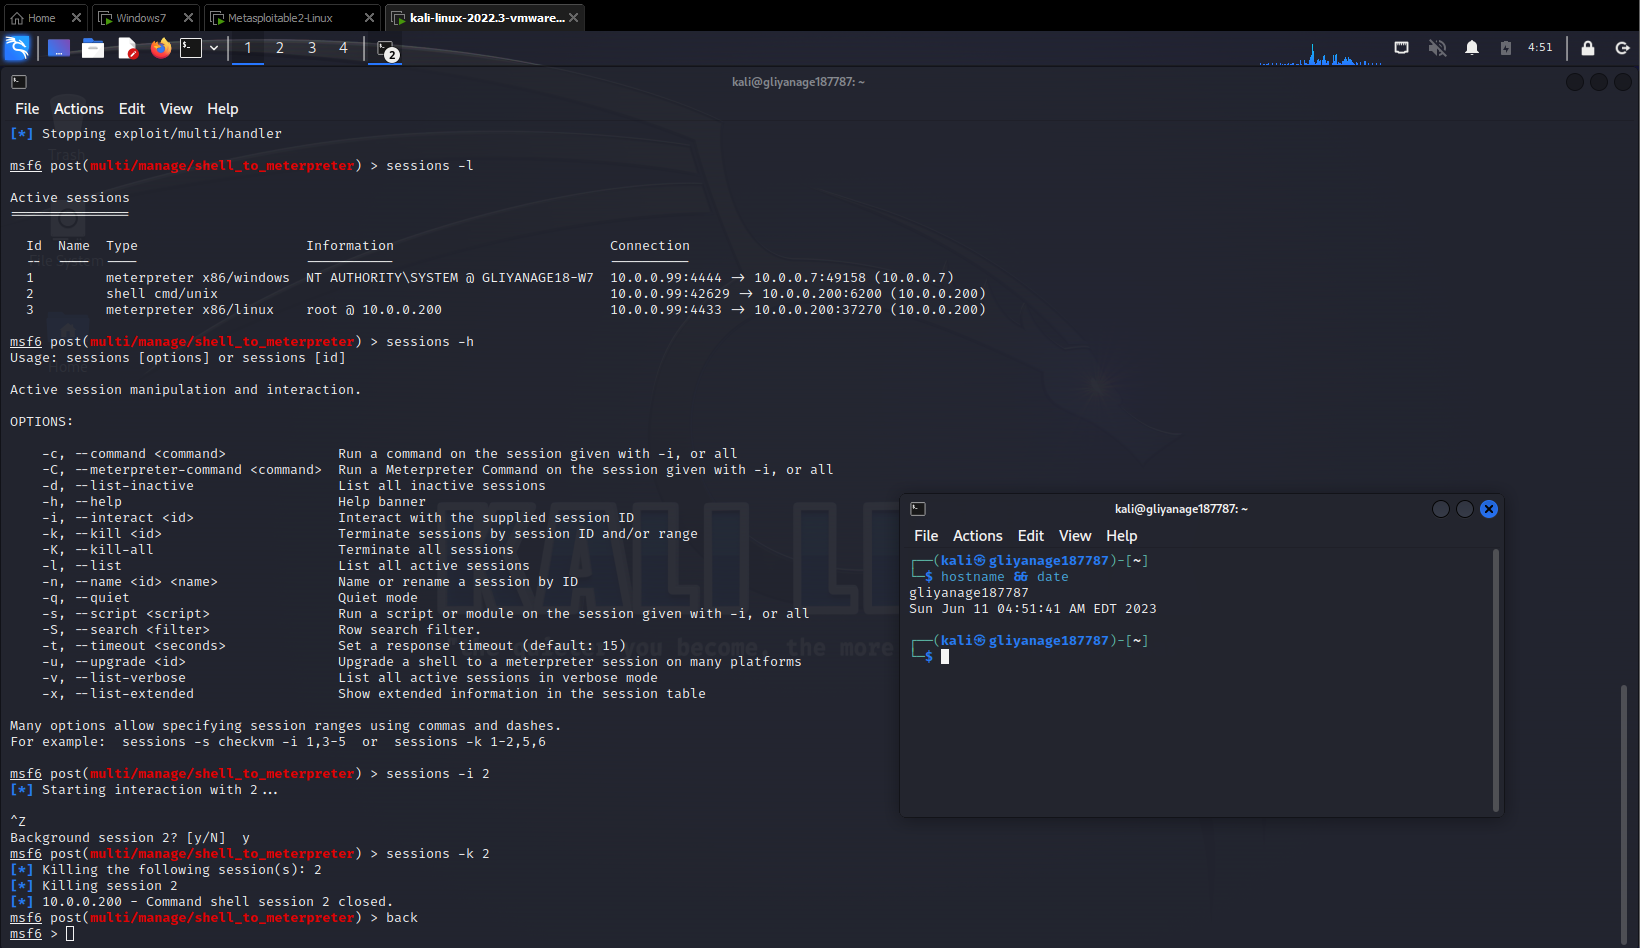 Home
Windows7
Metasploitable2-Linux
kali-linux-2022.3-vmware...
1 2 3 4
2
4:51
kali@gliyanage187787: ~
File Actions Edit View Help
[*] Stopping exploit/multi/handler
msf6 post(multi/manage/shell_to_meterpreter) > sessions -l
Active sessions
===============
Id Name Type Information Connection
-- ---- ---- ----------- ----------
1 meterpreter x86/windows NT AUTHORITY\SYSTEM @ GLIYANAGE18-W7 10.0.0.99:4444 -> 10.0.0.7:49158 (10.0.0.7)
2 shell cmd/unix 10.0.0.99:42629 -> 10.0.0.200:6200 (10.0.0.200)
3 meterpreter x86/linux root @ 10.0.0.200 10.0.0.99:4433 -> 10.0.0.200:37270 (10.0.0.200)
msf6 post(multi/manage/shell_to_meterpreter) > sessions -h
Usage: sessions [options] or sessions [id]
Home
Active session manipulation and interaction.
OPTIONS:
-c, --command <command> Run a command on the session given with -i, or all
-C, --meterpreter-command <command> Run a Meterpreter Command on the session given with -i, or all
-d, --list-inactive List all inactive sessions
-h, --help Help banner
-i, --interact <id> Interact with the supplied session ID
-k, --kill <id> Terminate sessions by session ID and/or range
-K, --kill-all Terminate all sessions
-l, --list List all active sessions
-n, --name <id> <name> Name or rename a session by ID
-q, --quiet Quiet mode
-s, --script <script> Run a script or module on the session given with -i, or all
-S, --search <filter> Row search filter.
-t, --timeout <seconds> Set a response timeout (default: 15)
-u, --upgrade <id> Upgrade a shell to a meterpreter session on many platforms
-v, --list-verbose List all active sessions in verbose mode
-x, --list-extended Show extended information in the session table
Many options allow specifying session ranges using commas and dashes.
For example: sessions -s checkvm -i 1,3-5 or sessions -k 1-2,5,6
msf6 post(multi/manage/shell_to_meterpreter) > sessions -i 2
[*] Starting interaction with 2...
^Z
Background session 2? [y/N] y
msf6 post(multi/manage/shell_to_meterpreter) > sessions -k 2
[*] Killing the following session(s): 2
[*] Killing session 2
[*] 10.0.0.200 - Command shell session 2 closed.
msf6 post(multi/manage/shell_to_meterpreter) > back
msf6 >
kali@gliyanage187787: ~
File Actions Edit View Help
┌──(kali㉿gliyanage187787)-[~]
└─$ hostname && date
gliyanage187787
Sun Jun 11 04:51:41 AM EDT 2023
┌──(kali㉿gliyanage187787)-[~]
└─$